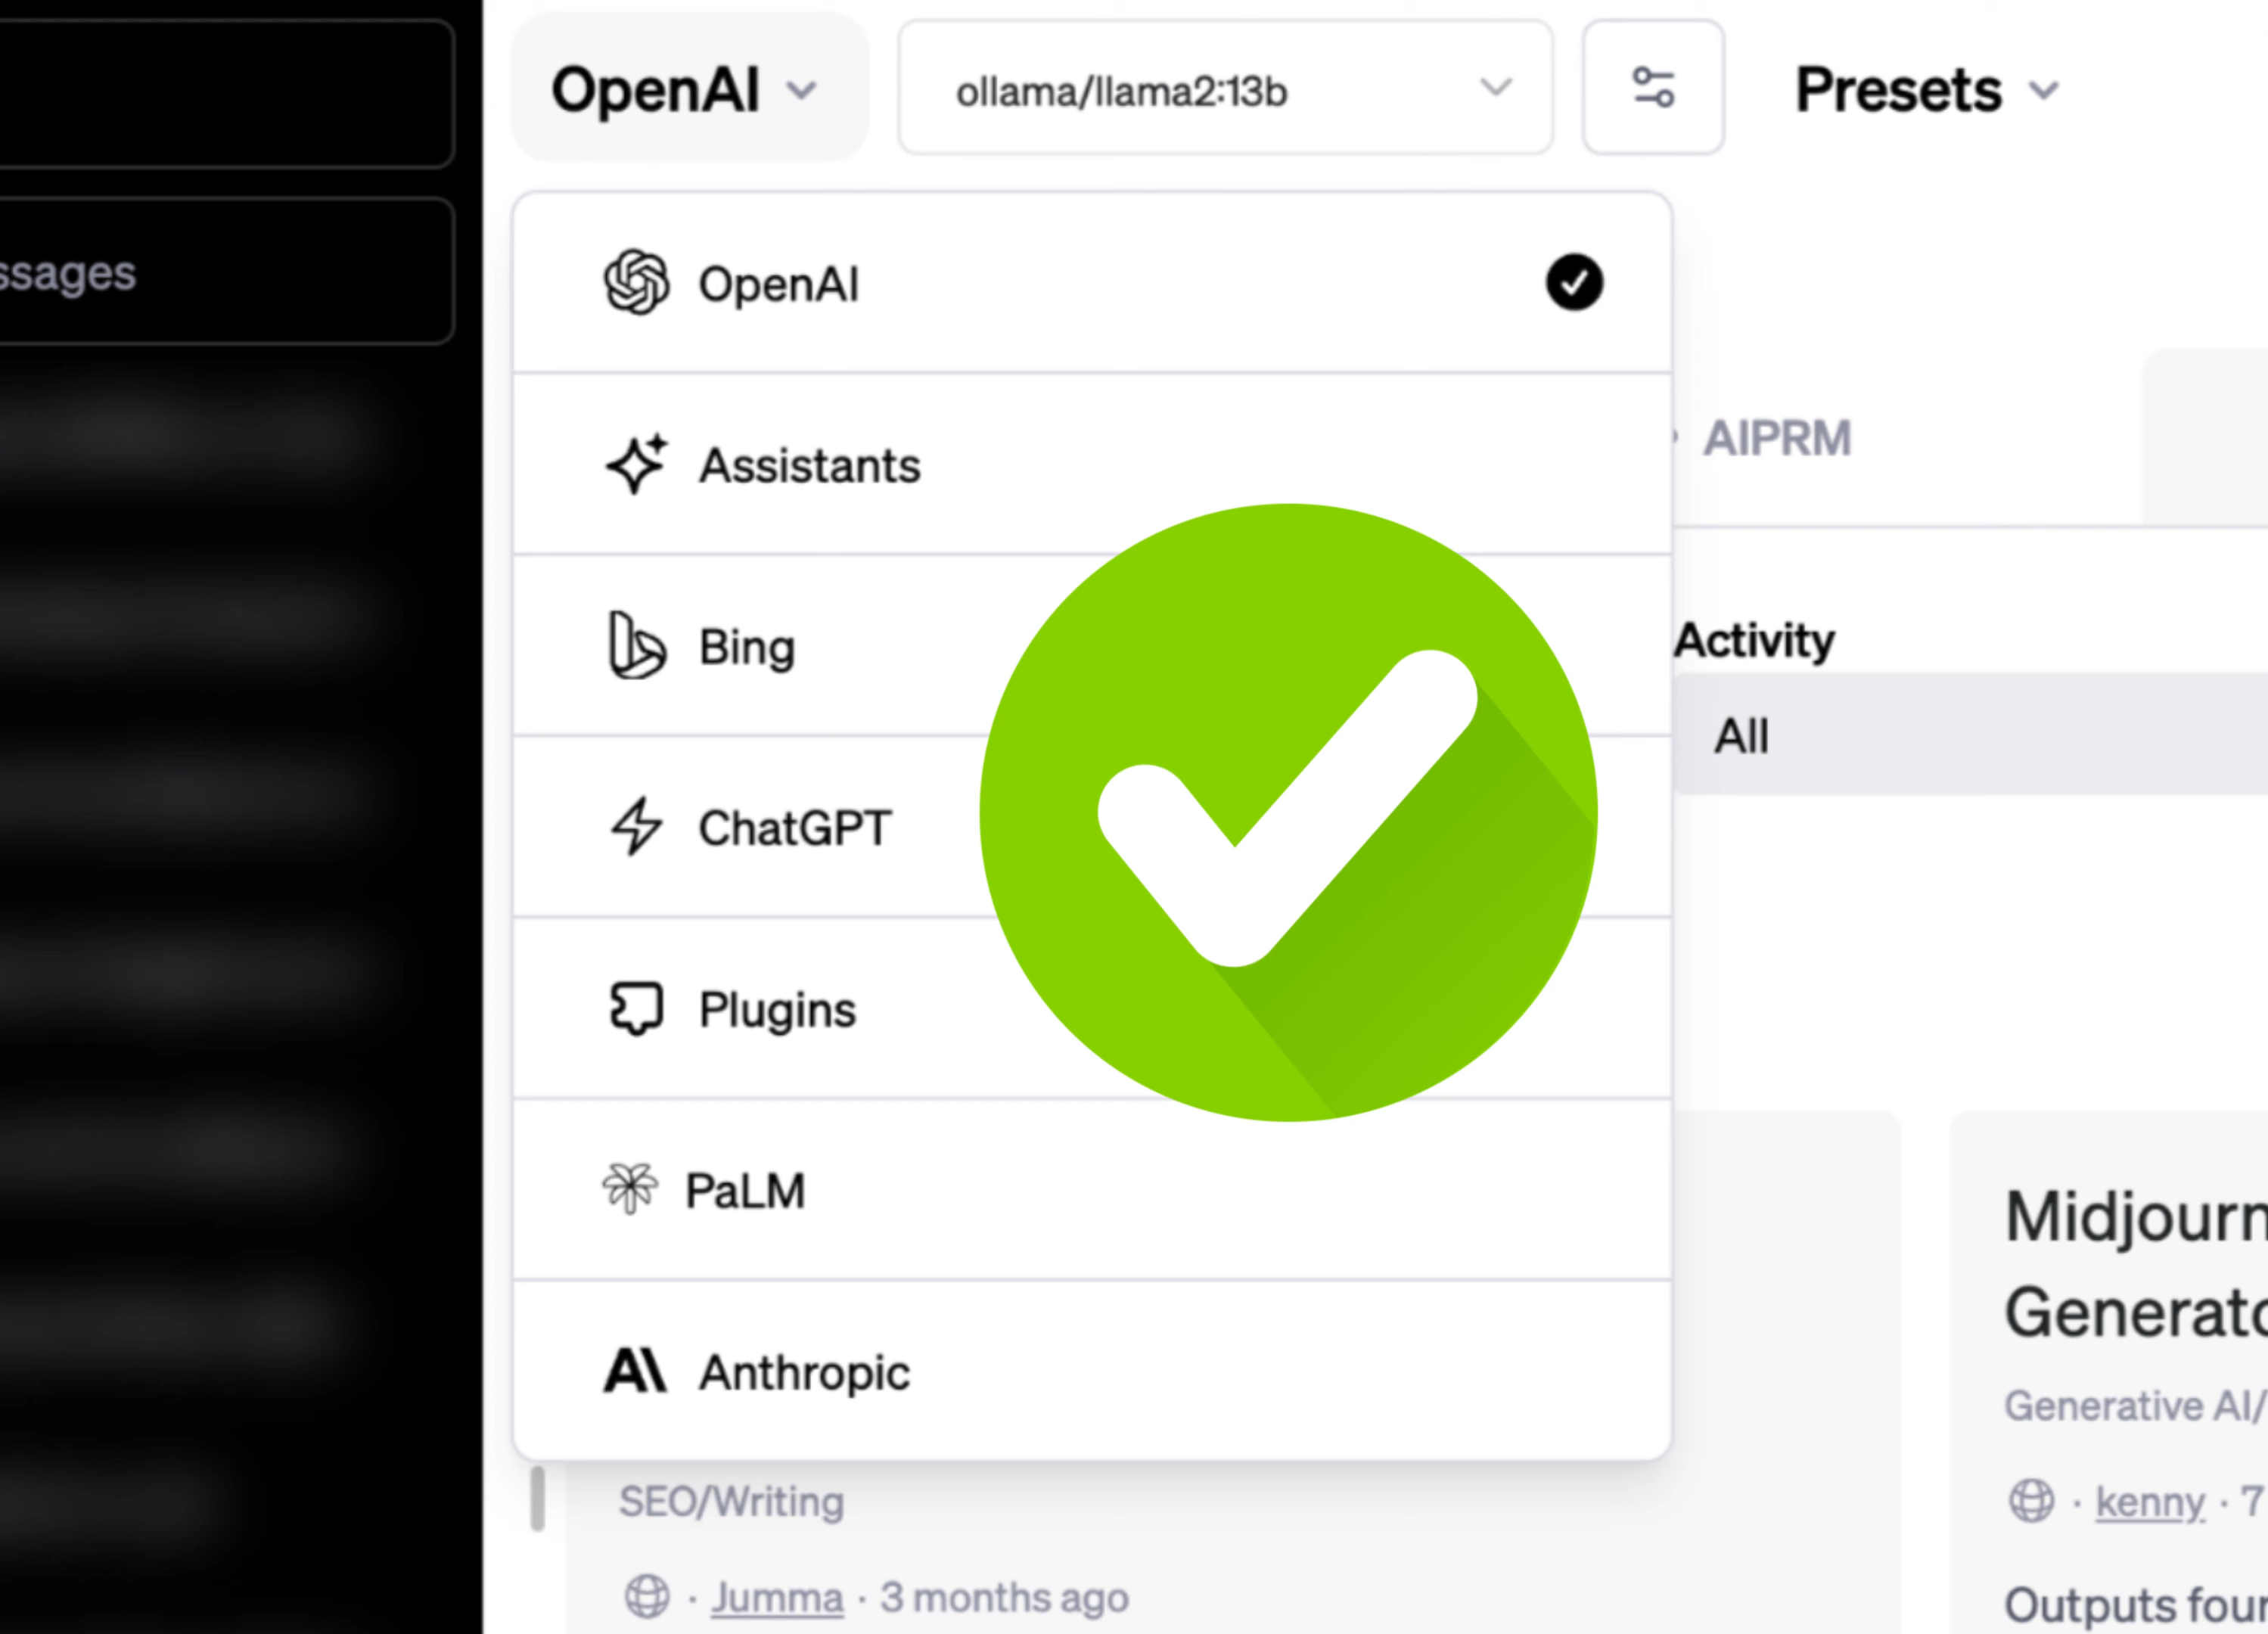 OpenAI
ollama/llama2:13b
Presets
ssages
OpenAI
Assistants
Bing
ChatGPT
Plugins
PaLM
Anthropic
AIPRM
Activity
All
SEO/Writing
· Jumma · 3 months ago
Midjourn
Generato
Generative AI/
· kenny · 7
Outputs four